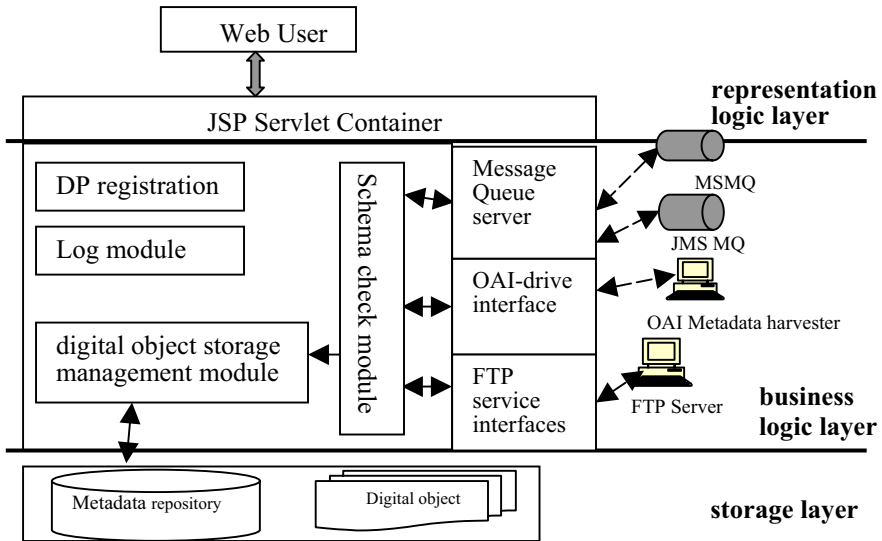 Web User
JSP Servlet Container
representation
logic layer
DP registration
Log module
digital object storage
management module
Schema check module
Message
Queue
server
OAI-drive
interface
FTP
service
interfaces
MSMQ
JMS MQ
OAI Metadata harvester
FTP Server
business
logic layer
Metadata repository
Digital object
storage layer